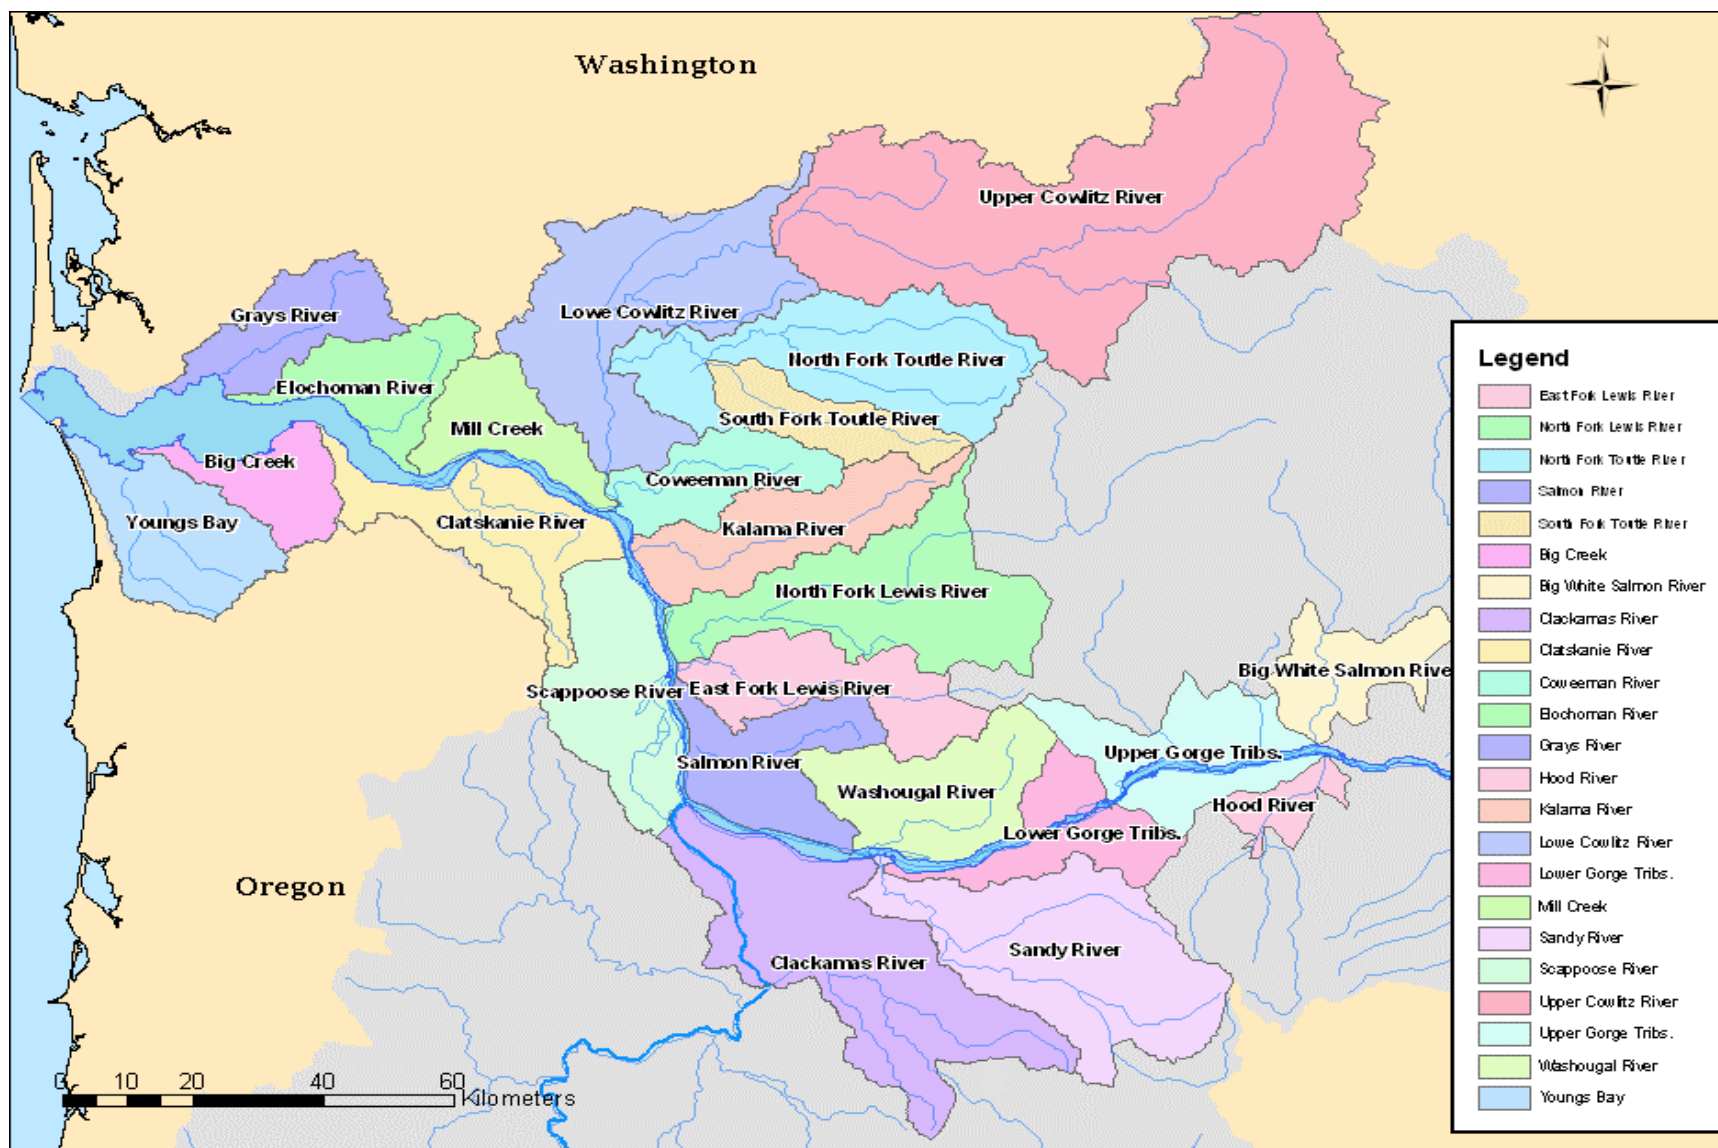 Washington
N
Upper Cowlitz River
Grays River
Lowe Cowlitz River
North Fork Toutle River
Elochoman River
South Fork Toutle River
Mill Creek
Big Creek
Coweeman River
Youngs Bay
Clatskanie River
Kalama River
North Fork Lewis River
Big White Salmon Rive
Scappoose River
East Fork Lewis River
Upper Gorge Tribs.
Salmon River
Washougal River
Hood River
Lower Gorge Tribs.
Oregon
Sandy River
Clackamas River
0 10 20 40 60
Kilometers
Legend
East Fork Lewis River
North Fork Lewis River
North Fork Toutle River
Salmon River
South Fork Toutle River
Big Creek
Big White Salmon River
Clackamas River
Clatskanie River
Coweeman River
Elochoman River
Grays River
Hood River
Kalama River
Lowe Cowlitz River
Lower Gorge Tribs.
Mill Creek
Sandy River
Scappoose River
Upper Cowlitz River
Upper Gorge Tribs.
Washougal River
Youngs Bay